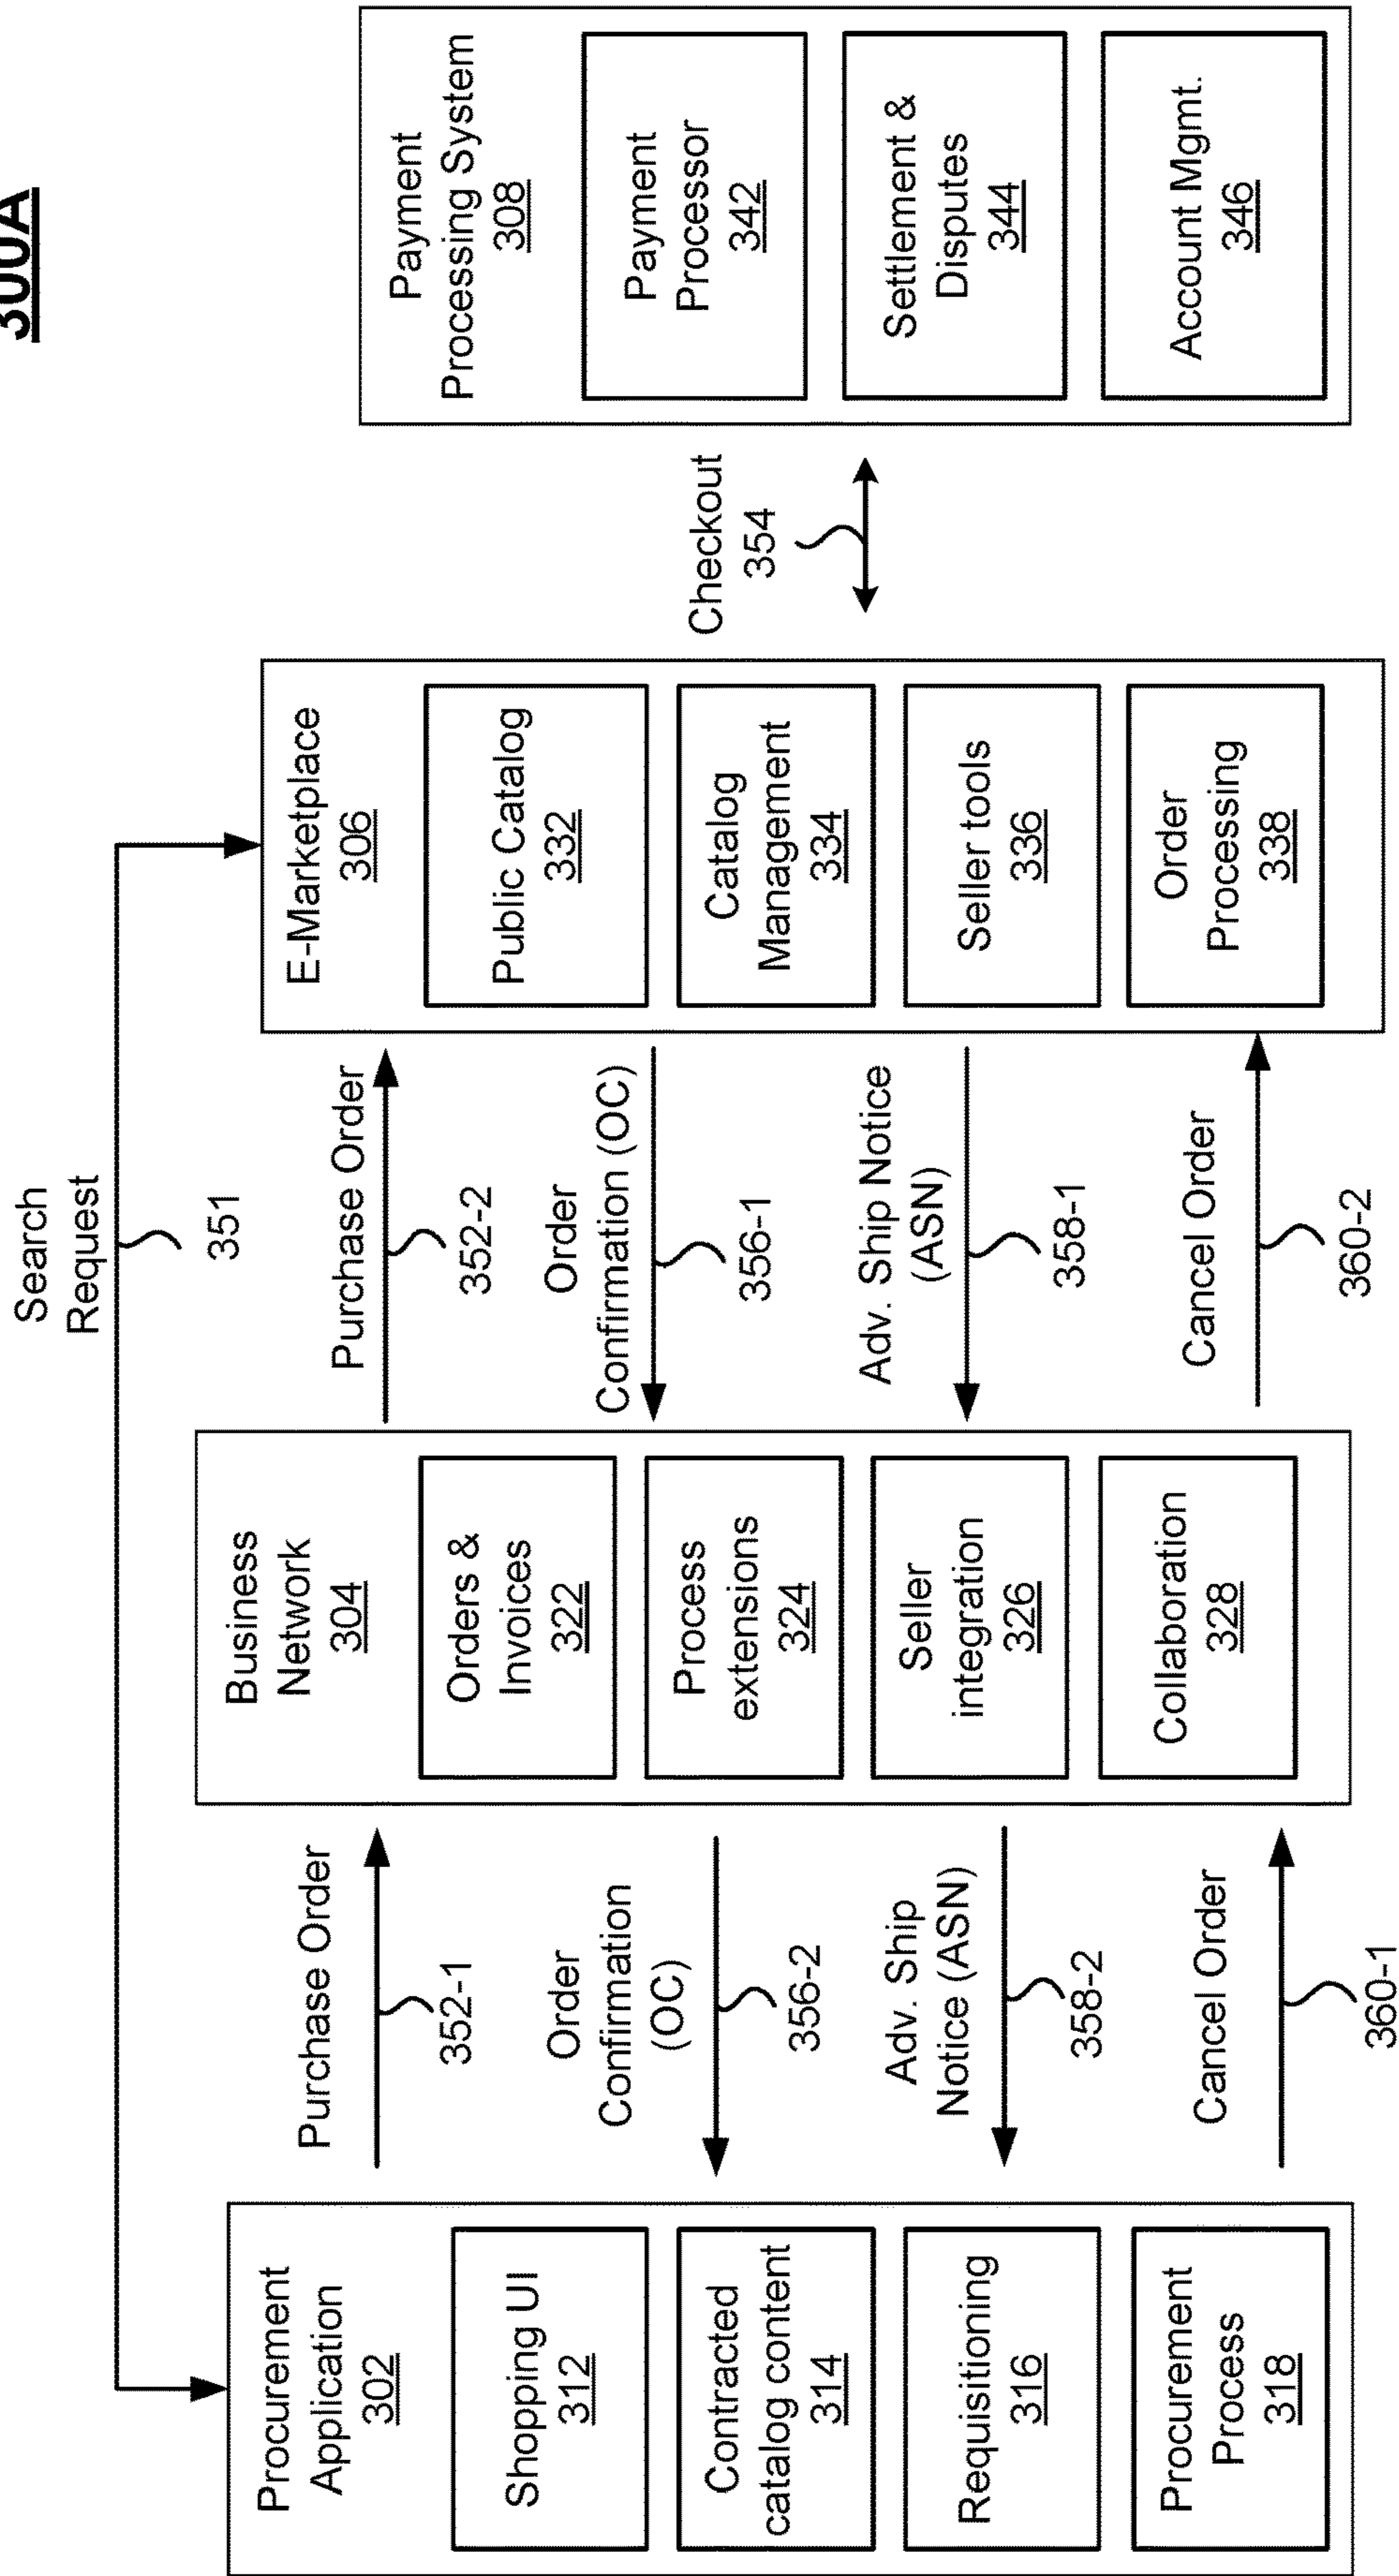 300A
Search
Request
351
Procurement
Application
302
Shopping UI
312
Contracted
catalog content
314
Requisitioning
316
Procurement
Process
318
Purchase Order
352-1
Order
Confirmation
(OC)
356-2
Adv. Ship
Notice (ASN)
358-2
Cancel Order
360-1
Business
Network
304
Orders &
Invoices
322
Process
extensions
324
Seller
integration
326
Collaboration
328
Purchase Order
352-2
Order
Confirmation (OC)
356-1
Adv. Ship Notice
(ASN)
358-1
Cancel Order
360-2
E-Marketplace
306
Public Catalog
332
Catalog
Management
334
Seller tools
336
Order
Processing
338
Checkout
354
Payment
Processing System
308
Payment
Processor
342
Settlement &
Disputes
344
Account Mgmt.
346